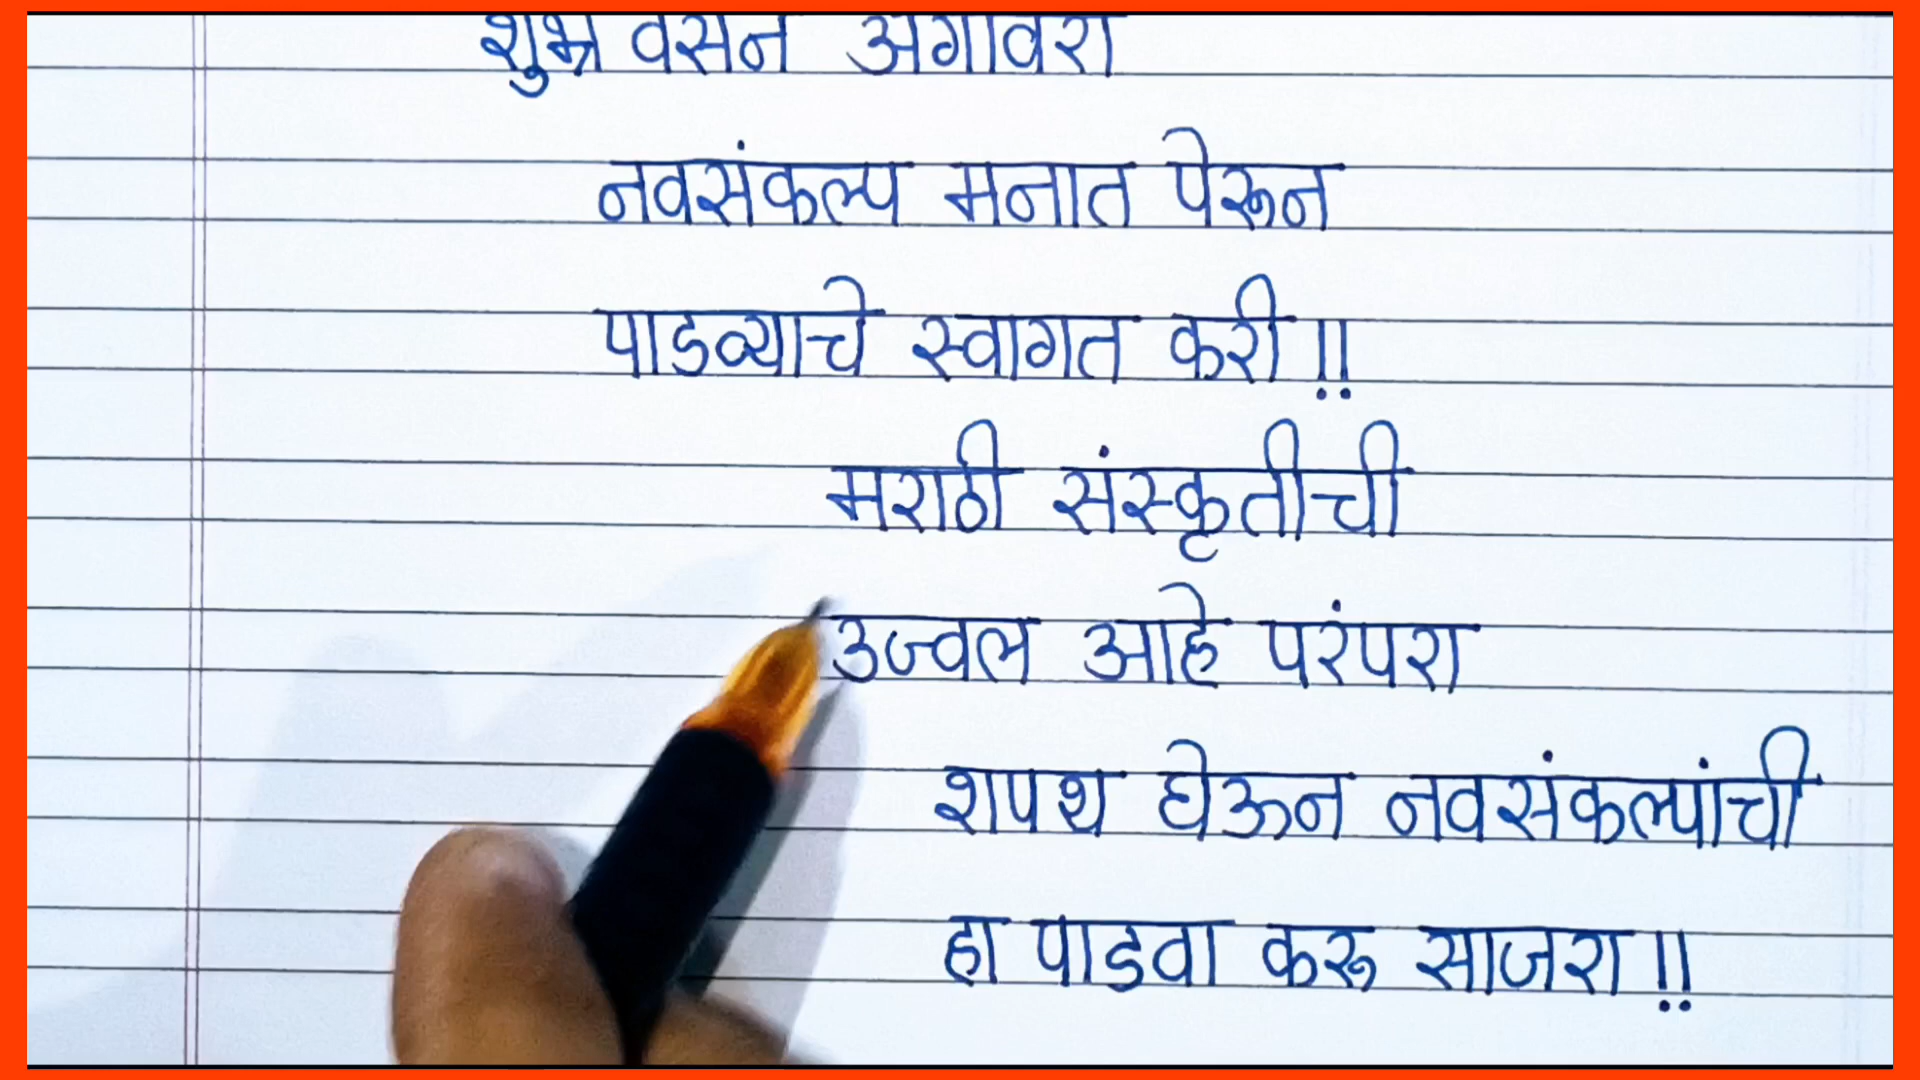 शुभ्र वसन अंगावरी
नवसंकल्प मनात पेरून
पाडव्याचे स्वागत करी !!
मराठी संस्कृतीची
उज्वल आहे परंपरा
शपथ घेऊन नवसंकल्पांची
हा पाडवा करू साजरा !!